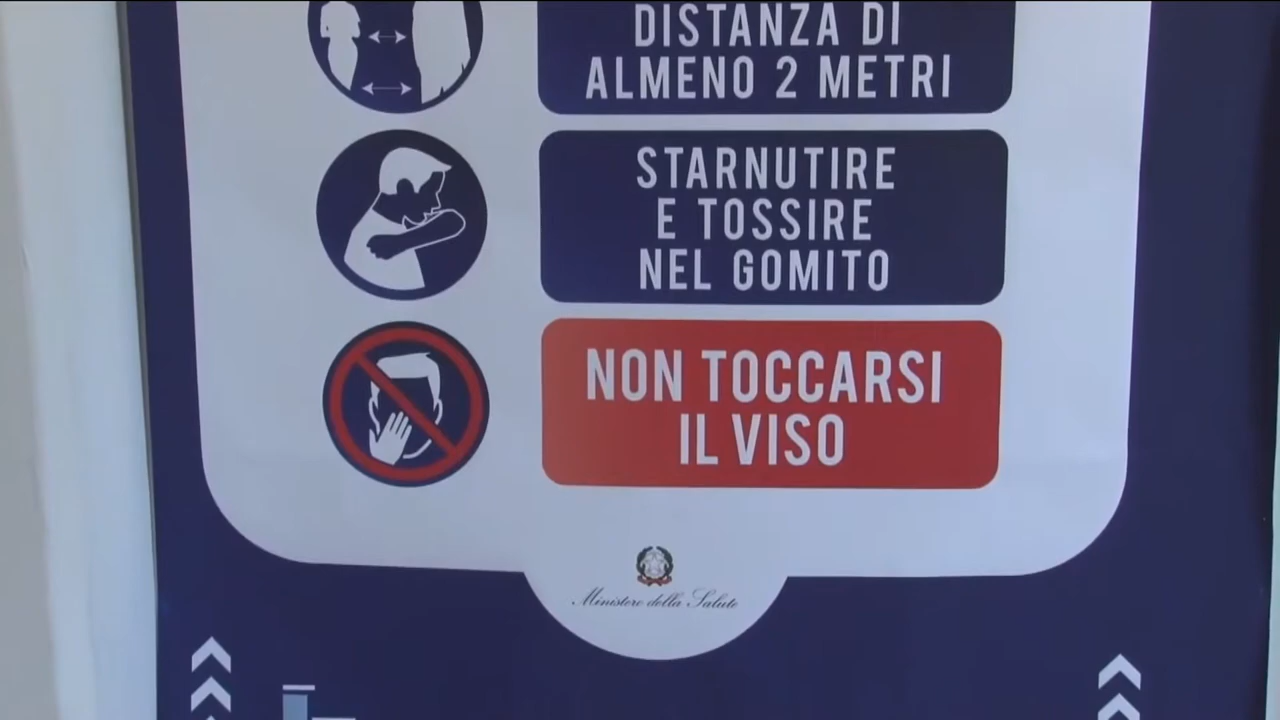 DISTANZA DI
ALMENO 2 METRI
STARNUTIRE
E TOSSIRE
NEL GOMITO
NON TOCCARSI
IL VISO
Ministero della Salute